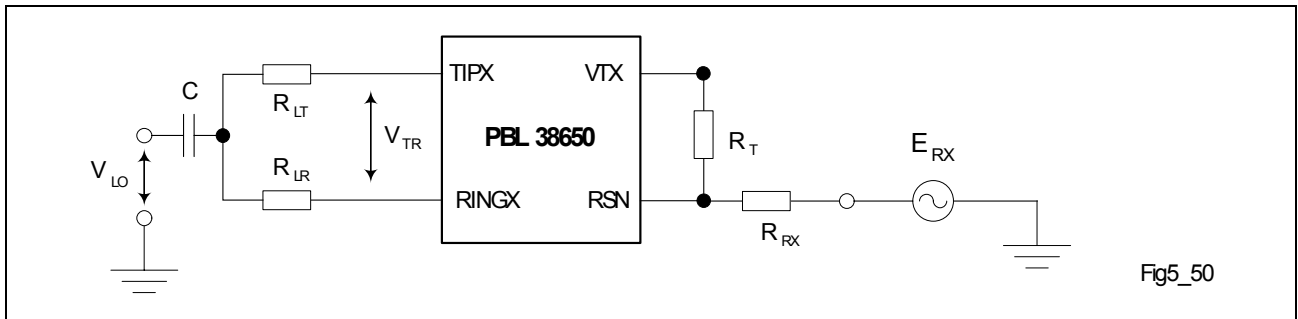 C
R LT
TIPX
VTX
V LO
V TR
PBL 38650
R T
E RX
R LR
RINGX
RSN
R RX
Fig5_50